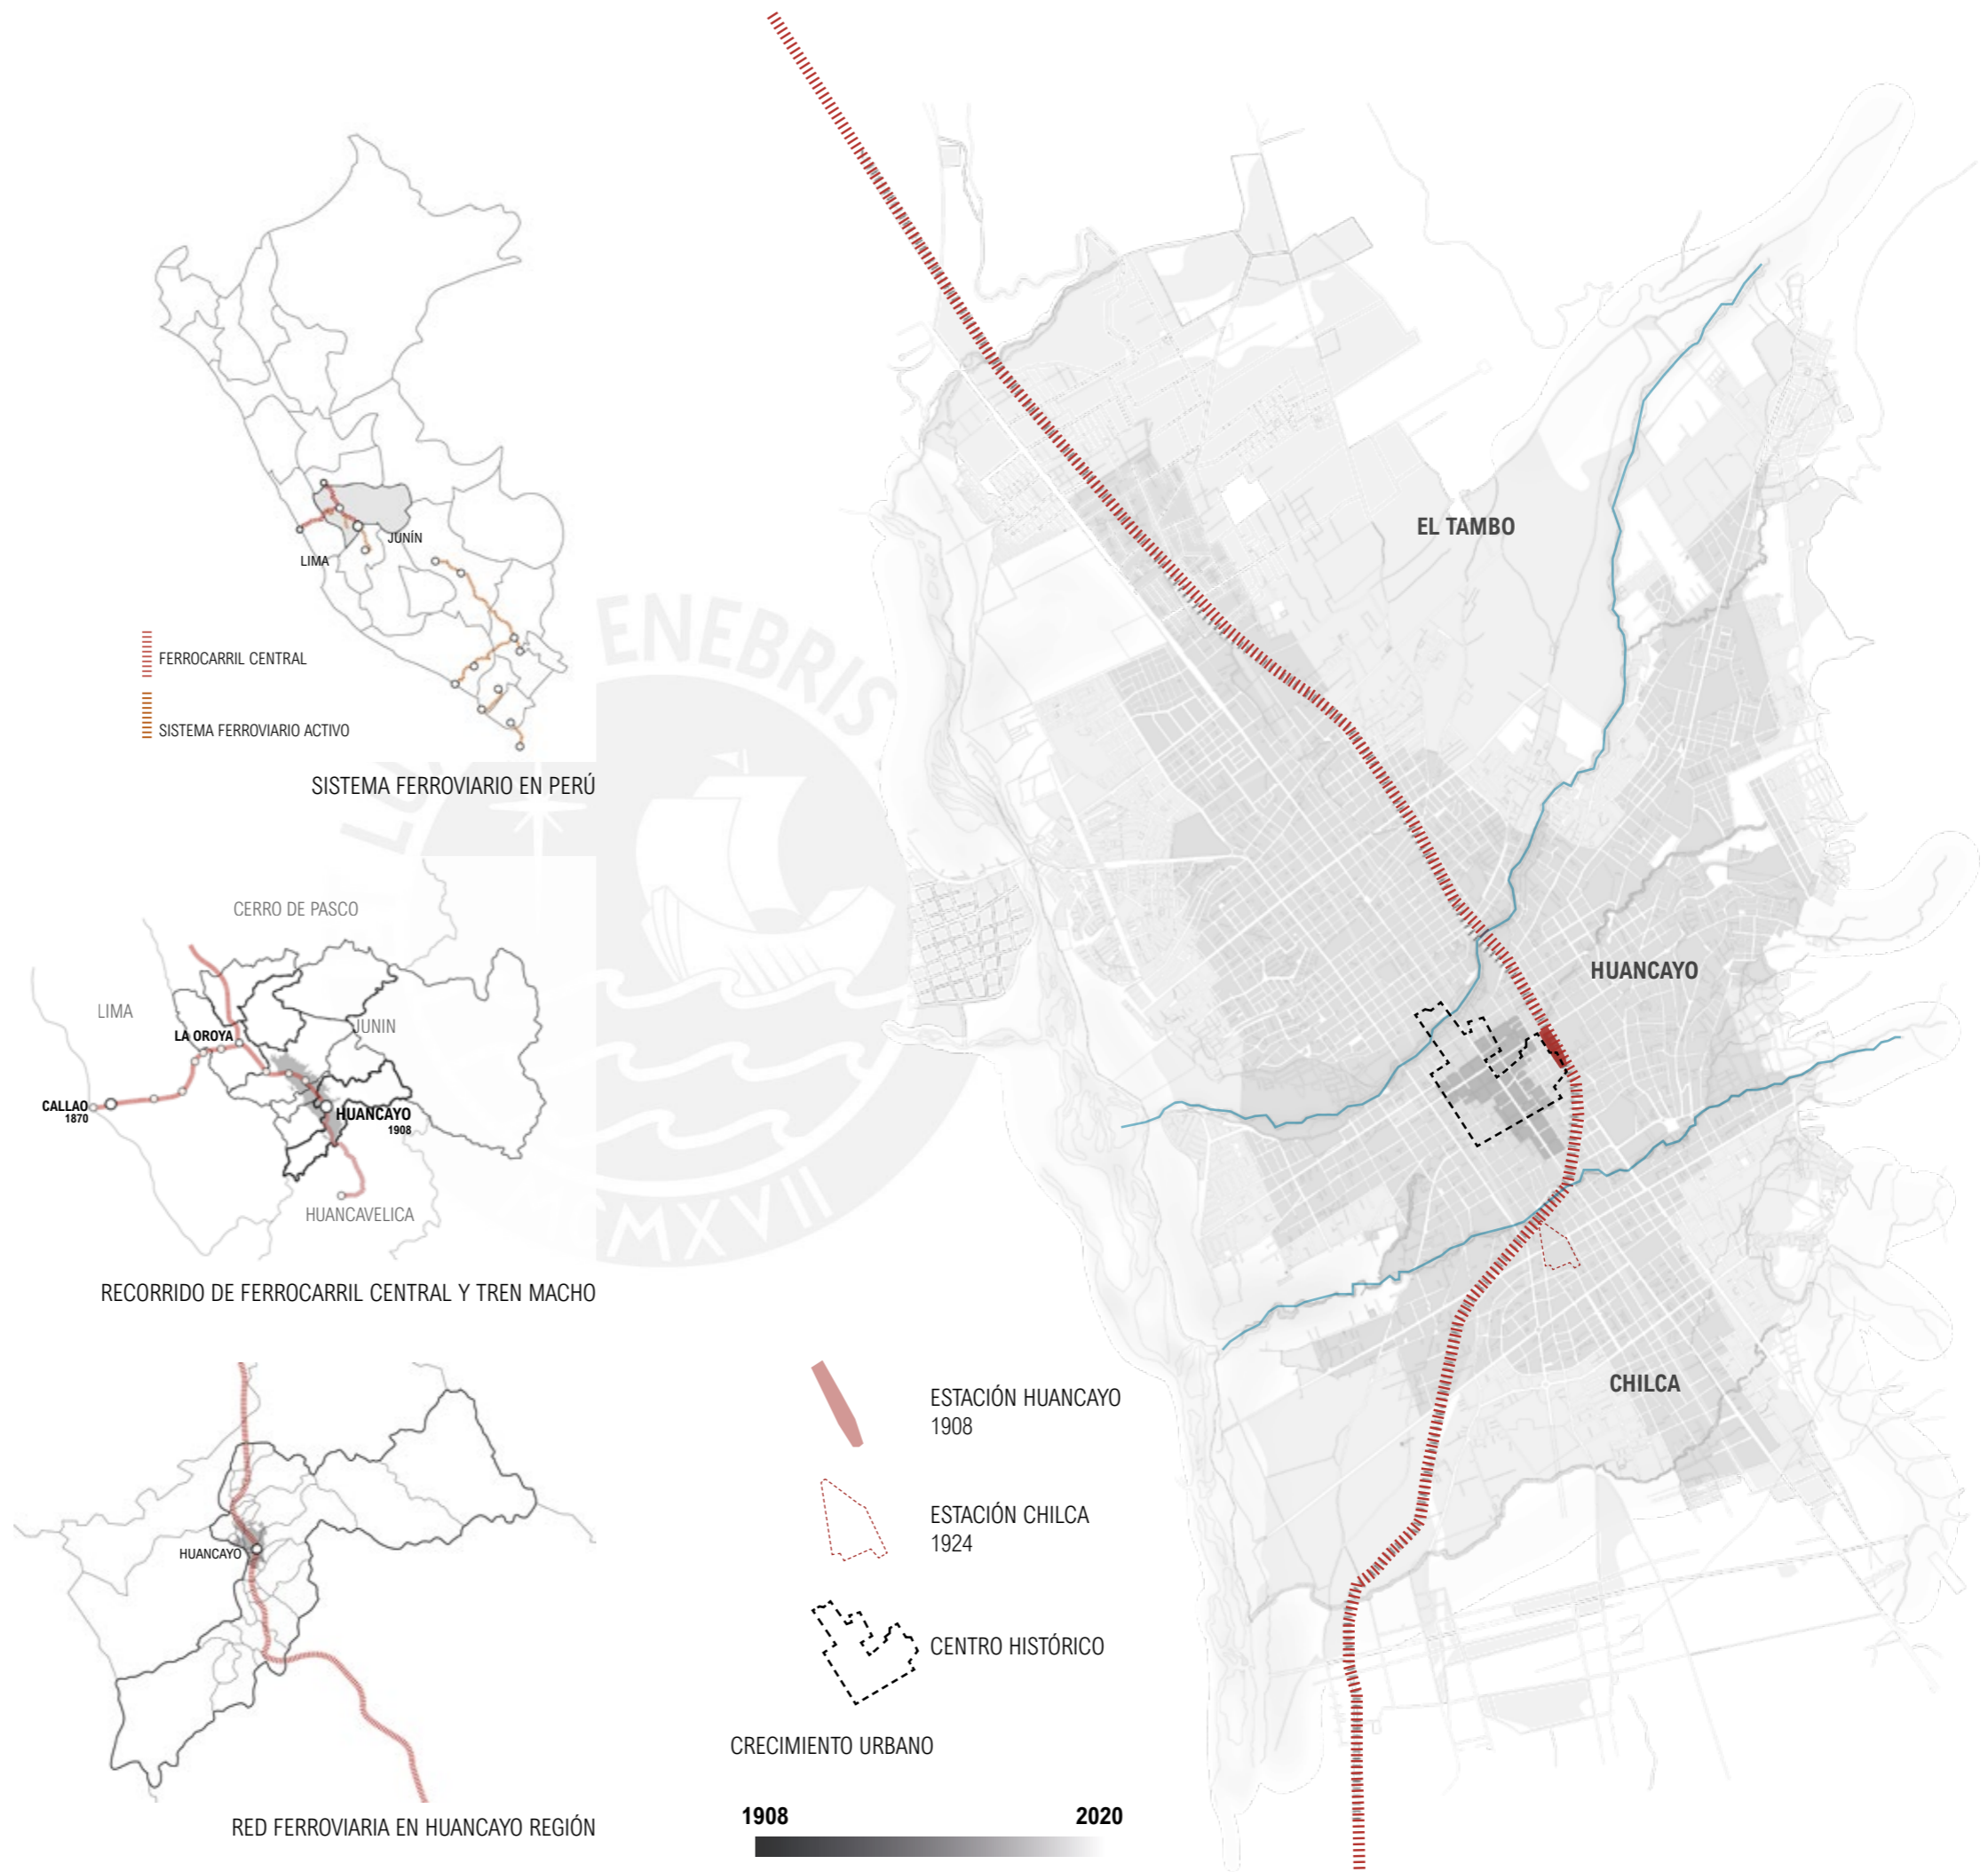 JUNÍN
LIMA
FERROCARRIL CENTRAL
SISTEMA FERROVIARIO ACTIVO
SISTEMA FERROVIARIO EN PERÚ
CERRO DE PASCO
LIMA
LA OROYA
JUNIN
CALLAO
1870
HUANCAYO
1908
HUANCAVELICA
RECORRIDO DE FERROCARRIL CENTRAL Y TREN MACHO
HUANCAYO
RED FERROVIARIA EN HUANCAYO REGIÓN
ENEBRIS
MCMXVII
EL TAMBO
HUANCAYO
CHILCA
ESTACIÓN HUANCAYO
1908
ESTACIÓN CHILCA
1924
CENTRO HISTÓRICO
CRECIMIENTO URBANO
1908 2020